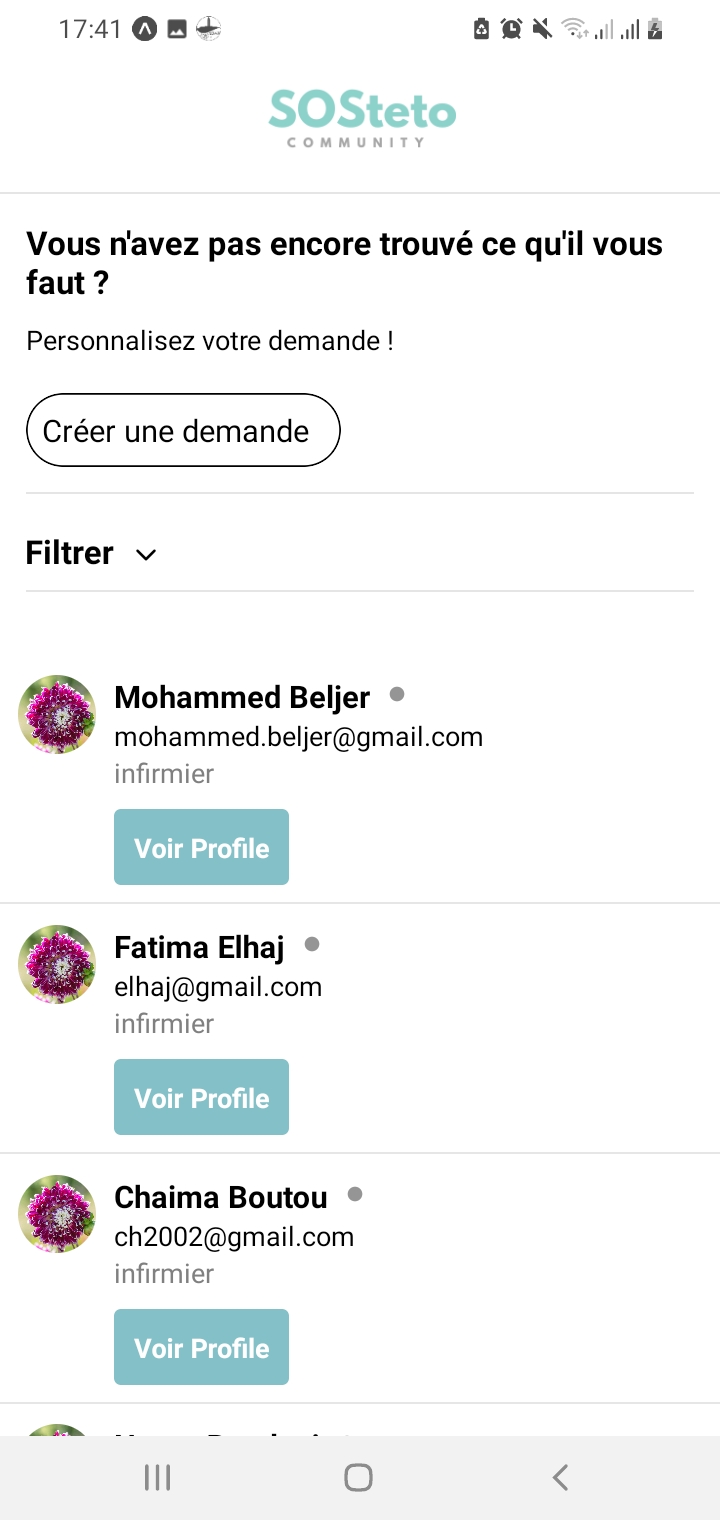 17:41
SOSteto
COMMUNITY
Vous n'avez pas encore trouvé ce qu'il vous
faut ?
Personnalisez votre demande !
Créer une demande
Filtrer
Mohammed Beljer
mohammed.beljer@gmail.com
infirmier
Voir Profile
Fatima Elhaj
elhaj@gmail.com
infirmier
Voir Profile
Chaima Boutou
ch2002@gmail.com
infirmier
Voir Profile